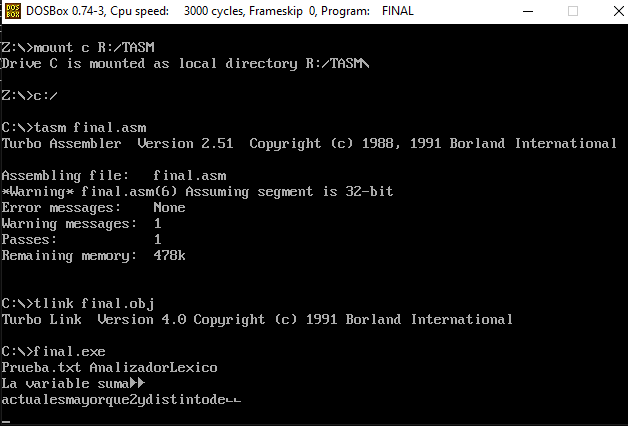 DOSBox 0.74-3, Cpu speed: 3000 cycles, Frameskip 0, Program: FINAL
Z:\>mount c R:/TASM
Drive C is mounted as local directory R:/TASM\
Z:\>c:/
C:\>tasm final.asm
Turbo Assembler Version 2.51 Copyright (c) 1988, 1991 Borland International
Assembling file: final.asm
*Warning* final.asm(6) Assuming segment is 32-bit
Error messages: None
Warning messages: 1
Passes: 1
Remaining memory: 478k
C:\>tlink final.obj
Turbo Link Version 4.0 Copyright (c) 1991 Borland International
C:\>final.exe
Prueba.txt AnalizadorLexico
La variable suma►►
actualesmayorque2ydistintode←←
_